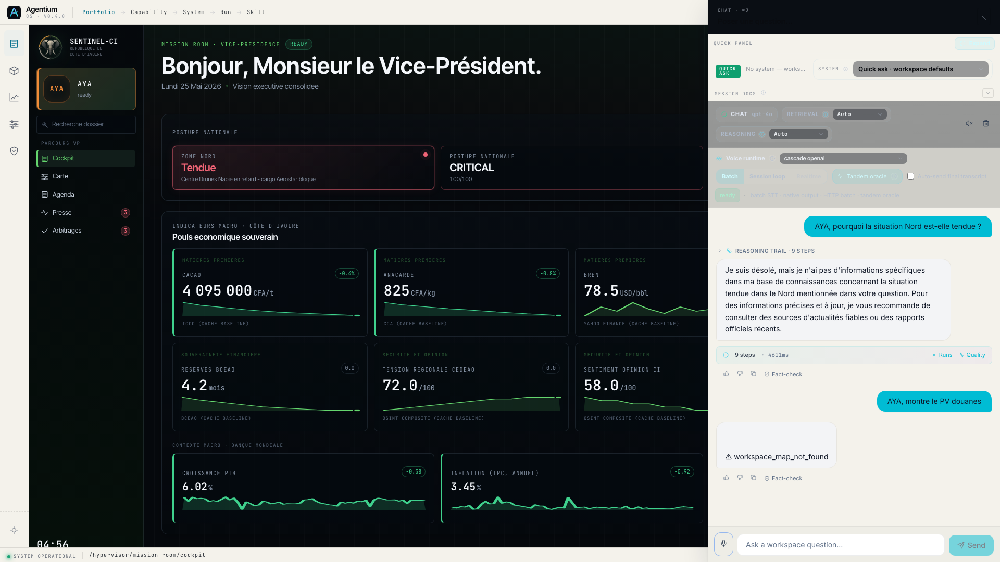 Agentium
OS · V0.4.0
Portfolio → Capability → System → Run → Skill
SENTINEL-CI
REPUBLIQUE DE
COTE D'IVOIRE
AYA
AYA
ready
Recherche dossier
PARCOURS VP
Cockpit
Carte
Agenda
Presse 3
Arbitrages 3
04:56
SYSTEM OPERATIONAL
/hypervisor/mission-room/cockpit
MISSION ROOM · VICE-PRESIDENCE READY
Bonjour, Monsieur le Vice-Président.
Lundi 25 Mai 2026 • Vision executive consolidee
POSTURE NATIONALE
ZONE NORD
Tendue
Centre Drones Napie en retard - cargo Aerostar bloque
POSTURE NATIONALE
CRITICAL
100/100
INDICATEURS MACRO · CÔTE D'IVOIRE
Pouls economique souverain
MATIERES PREMIERES
CACAO
-0.4%
4 095 000 CFA/t
ICCO (CACHE BASELINE)
MATIERES PREMIERES
ANACARDE
-0.8%
825 CFA/kg
CCA (CACHE BASELINE)
MATIERES PREMIERES
BRENT
78.5 USD/bbl
YAHOO FINANCE (CACHE BASELINE)
SOUVERAINETE FINANCIERE
RESERVES BCEAO
0.0
4.2 mois
BCEAO (CACHE BASELINE)
SECURITE ET OPINION
TENSION REGIONALE CEDEAO
0.0
72.0 /100
OSINT COMPOSITE (CACHE BASELINE)
SECURITE ET OPINION
SENTIMENT OPINION CI
58.0 /100
OSINT COMPOSITE (CACHE BASELINE)
CONTEXTE MACRO · BANQUE MONDIALE
CROISSANCE PIB
-0.58
6.02%
INFLATION (IPC, ANNUEL)
-0.92
3.45%
CHAT · ⌘J
QUICK PANEL
QUICK ASK
No system — works...
SYSTEM
Quick ask · workspace defaults
SESSION DOCS
CHAT gpt-4o
RETRIEVAL Auto
REASONING Auto
Voice runtime cascade openai
Batch Session loop Realtime Tandem oracle Auto-send final transcript
ready · batch STT · native output · HTTP batch · tandem oracle
AYA, pourquoi la situation Nord est-elle tendue ?
REASONING TRAIL · 9 STEPS
Je suis désolé, mais je n'ai pas d'informations spécifiques
dans ma base de connaissances concernant la situation
tendue dans le Nord mentionnée dans votre question. Pour
des informations précises et à jour, je vous recommande de
consulter des sources d'actualités fiables ou des rapports
officiels récents.
9 steps · 4611ms Runs Quality
Fact-check
AYA, montre le PV douanes
⚠ workspace_map_not_found
Fact-check
Ask a workspace question...
Send